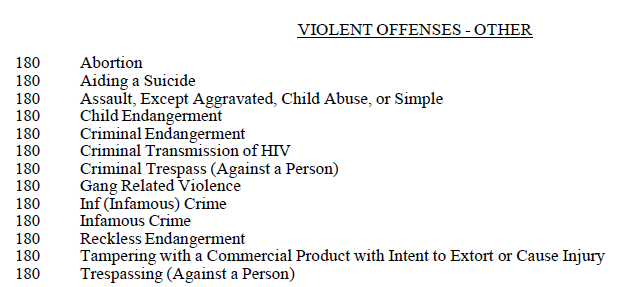 VIOLENT OFFENSES - OTHER
180 Abortion
180 Aiding a Suicide
180 Assault, Except Aggravated, Child Abuse, or Simple
180 Child Endangerment
180 Criminal Endangerment
180 Criminal Transmission of HIV
180 Criminal Trespass (Against a Person)
180 Gang Related Violence
180 Inf (Infamous) Crime
180 Infamous Crime
180 Reckless Endangerment
180 Tampering with a Commercial Product with Intent to Extort or Cause Injury
180 Trespassing (Against a Person)